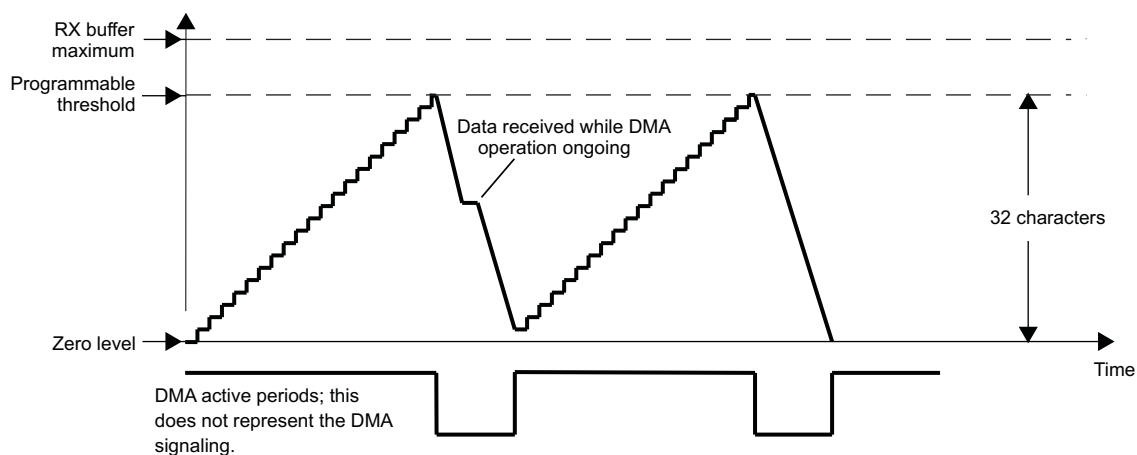 RX buffer
maximum
Programmable
threshold
Data received while DMA
operation ongoing
32 characters
Zero level
Time
DMA active periods; this
does not represent the DMA
signaling.